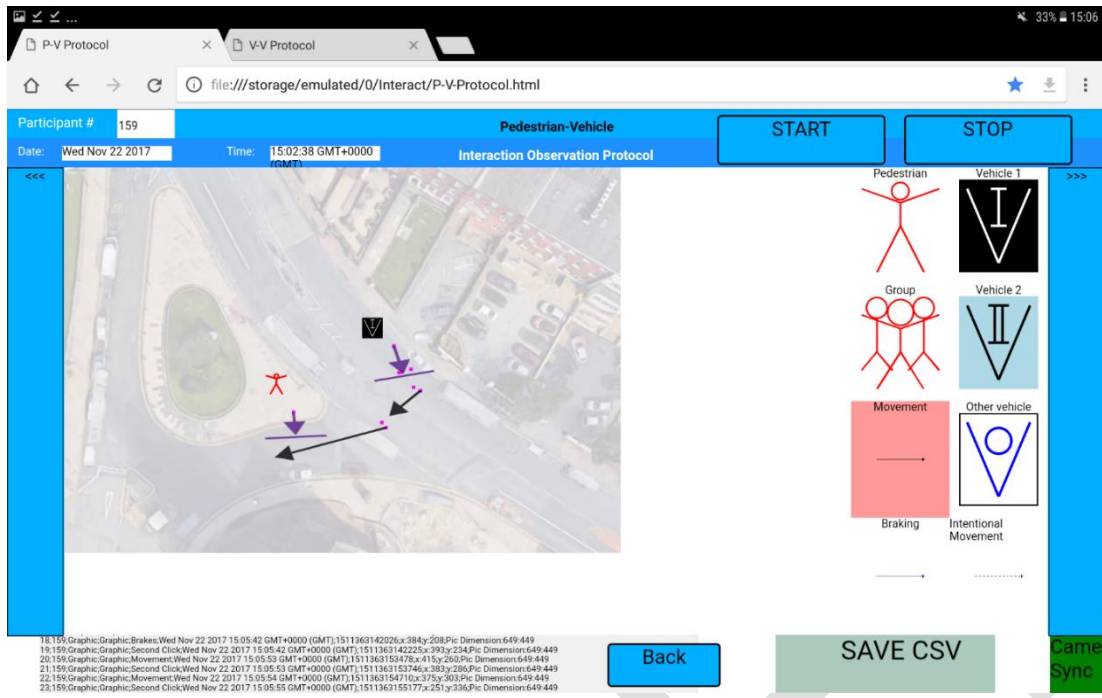 ...
33% 15:06
P-V Protocol
V-V Protocol
file:///storage/emulated/0/Interact/P-V-Protocol.html
Participant # 159
Pedestrian-Vehicle
START
STOP
Date: Wed Nov 22 2017
Time: 15:02:38 GMT+0000
(GMT)
Interaction Observation Protocol
<<<
Pedestrian
Vehicle 1
>>>
I
Group
Vehicle 2
II
Movement
Other vehicle
Braking
Intentional
Movement
18;159;Graphic;Graphic;Brakes;Wed Nov 22 2017 15:05:42 GMT+0000 (GMT);1511363142026;x:384;y:208;Pic Dimension:649:449
19;159;Graphic;Graphic;Second Click;Wed Nov 22 2017 15:05:42 GMT+0000 (GMT);1511363142225;x:393;y:234;Pic Dimension:649:449
20;159;Graphic;Graphic;Movement;Wed Nov 22 2017 15:05:53 GMT+0000 (GMT);1511363153478;x:415;y:260;Pic Dimension:649:449
21;159;Graphic;Graphic;Second Click;Wed Nov 22 2017 15:05:53 GMT+0000 (GMT);1511363153746;x:383;y:286;Pic Dimension:649:449
22;159;Graphic;Graphic;Movement;Wed Nov 22 2017 15:05:54 GMT+0000 (GMT);1511363154710;x:375;y:303;Pic Dimension:649:449
23;159;Graphic;Graphic;Second Click;Wed Nov 22 2017 15:05:55 GMT+0000 (GMT);1511363155177;x:251;y:336;Pic Dimension:649:449
Back
SAVE CSV
Came
Sync